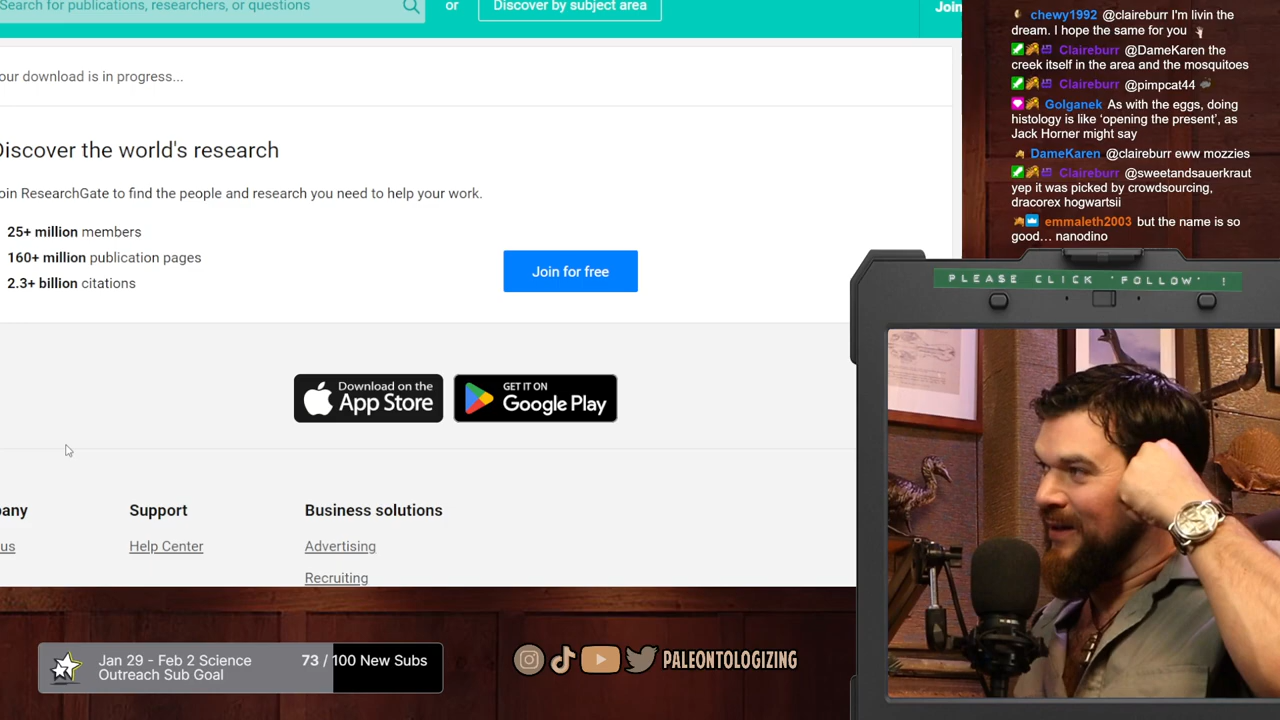 Search for publications, researchers, or questions
or
Discover by subject area
Join
our download is in progress...
Discover the world's research
oin ResearchGate to find the people and research you need to help your work.
25+ million members
160+ million publication pages
2.3+ billion citations
Join for free
Download on the
App Store
GET IT ON
Google Play
pany
Support
Business solutions
us
Help Center
Advertising
Recruiting
chewy1992 @claireburr I'm livin the
dream. I hope the same for you
Claireburr @DameKaren the
creek itself in the area and the mosquitoes
Claireburr @pimpcat44
Golganek As with the eggs, doing
histology is like ‘opening the present’, as
Jack Horner might say
DameKaren @claireburr eww mozzies
Claireburr @sweetandsauerkraut
yep it was picked by crowdsourcing,
dracorex hogwartsii
emmaleth2003 but the name is so
good… nanodino
PLEASE CLICK 'FOLLOW' !
Jan 29 - Feb 2 Science
Outreach Sub Goal
73 / 100 New Subs
PALEONTOLOGIZING